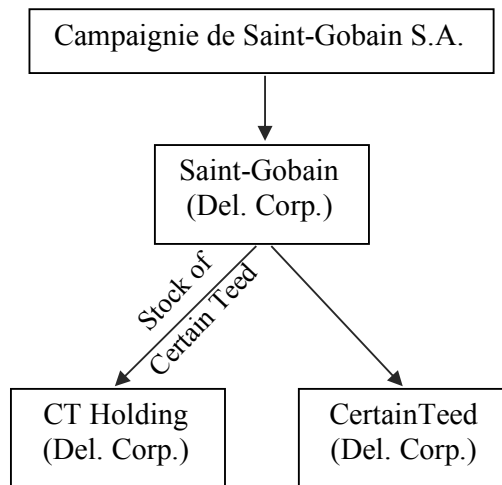 Campaignie de Saint-Gobain S.A.
Saint-Gobain
(Del. Corp.)
Stock of
Certain Teed
CT Holding
(Del. Corp.)
CertainTeed
(Del. Corp.)